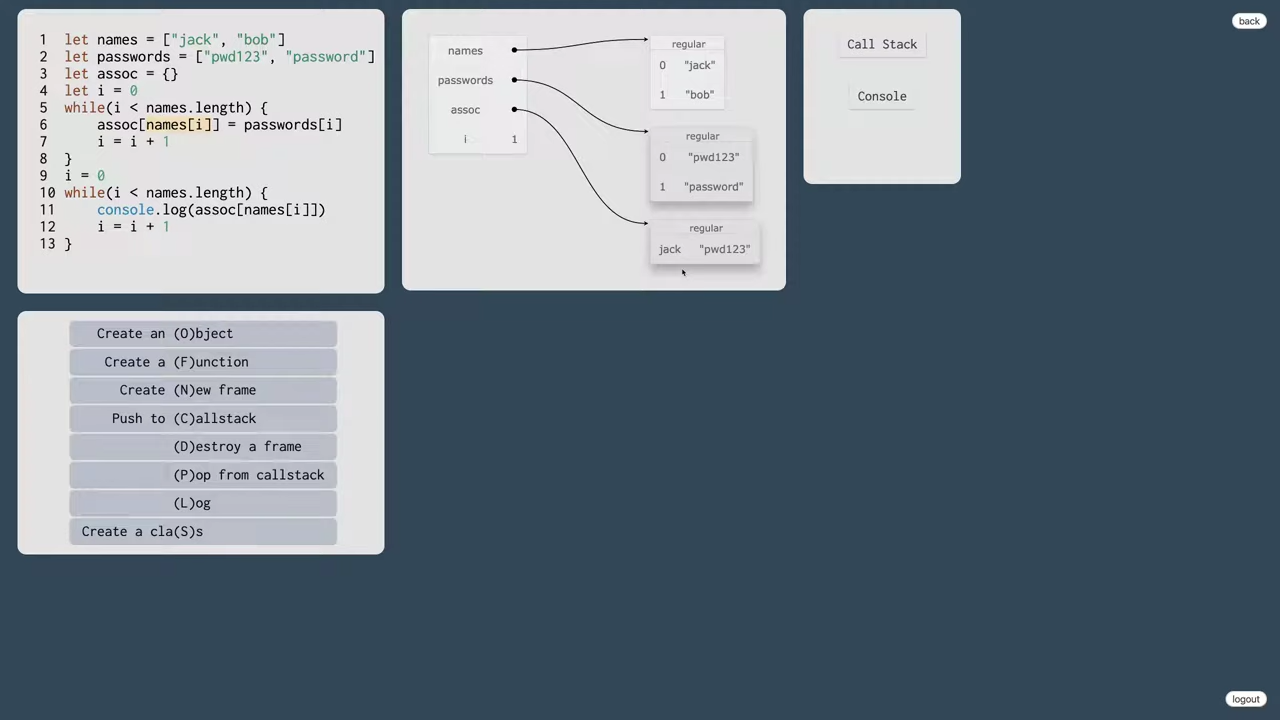 1 let names = ["jack", "bob"]
2 let passwords = ["pwd123", "password"]
3 let assoc = {}
4 let i = 0
5 while(i < names.length) {
6 assoc[names[i]] = passwords[i]
7 i = i + 1
8 }
9 i = 0
10 while(i < names.length) {
11 console.log(assoc[names[i]])
12 i = i + 1
13 }
names
passwords
assoc
i 1
regular
0 "jack"
1 "bob"
regular
0 "pwd123"
1 "password"
regular
jack "pwd123"
Call Stack
Console
back
Create an (O)bject
Create a (F)unction
Create (N)ew frame
Push to (C)allstack
(D)estroy a frame
(P)op from callstack
(L)og
Create a cla(S)s
logout